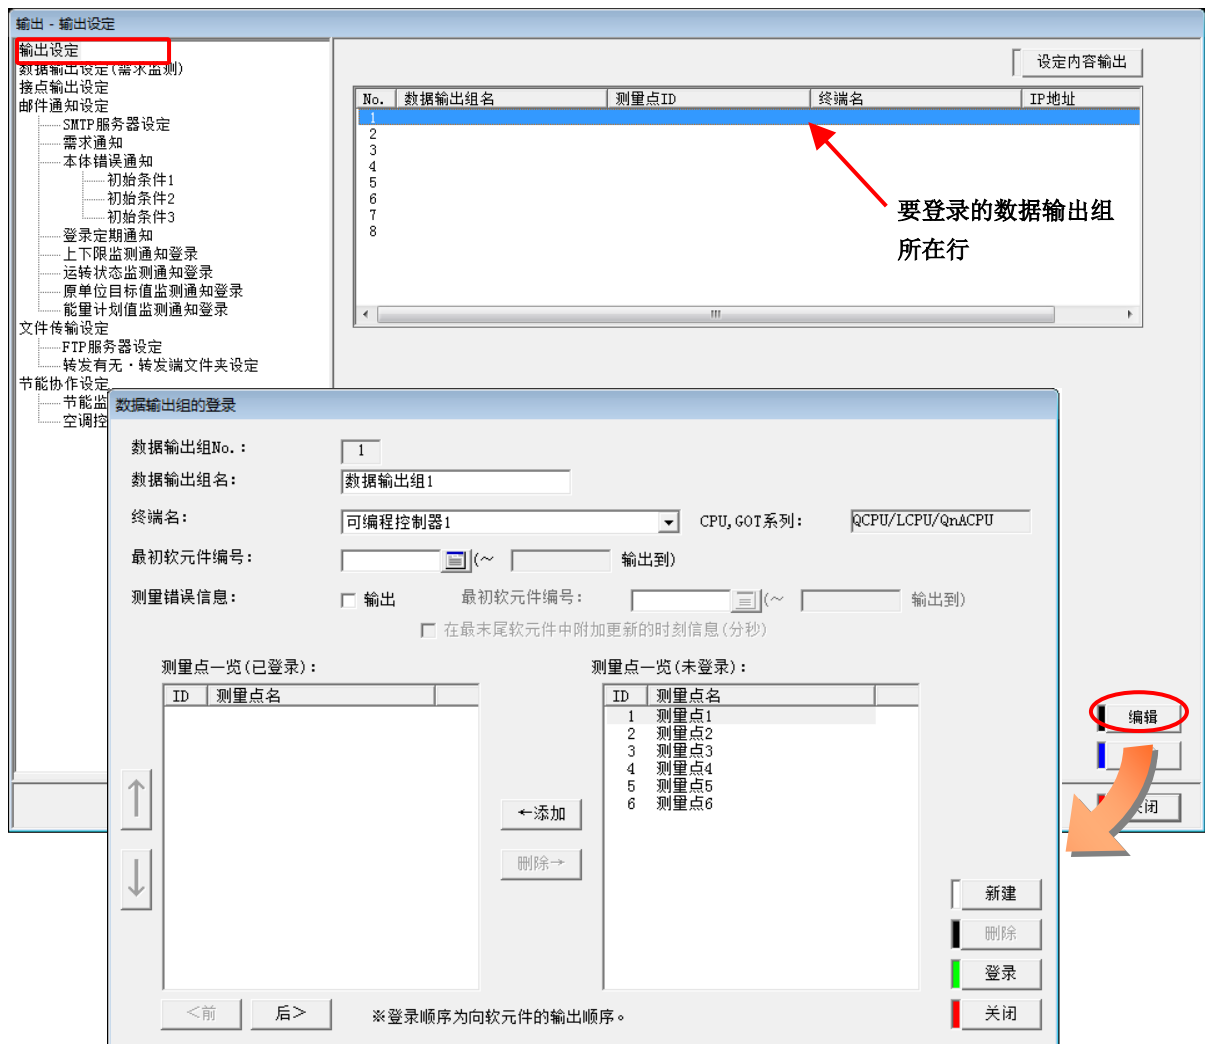 输出 - 输出设定
输出设定
数据输出设定(需求监测)
接点输出设定
邮件通知设定
SMTP服务器设定
需求通知
本体错误通知
初始条件1
初始条件2
初始条件3
登录定期通知
上下限监测通知登录
运转状态监测通知登录
原单位目标值监测通知登录
能量计划值监测通知登录
文件传输设定
FTP服务器设定
转发有无・转发端文件夹设定
节能协作设定
节能监
空调控
设定内容输出
No. 数据输出组名 测量点ID 终端名 IP地址
1
2
3
4
5
6
7
8
要登录的数据输出组
所在行
编辑
关闭
数据输出组的登录
数据输出组No.: 1
数据输出组名: 数据输出组1
终端名: 可编程控制器1 CPU,GOT系列: QCPU/LCPU/QnACPU
最初软元件编号: (～ 输出到)
测量错误信息: 输出 最初软元件编号: (～ 输出到)
在最末尾软元件中附加更新的时刻信息(分秒)
测量点一览(已登录): 测量点一览(未登录):
ID 测量点名 ID 测量点名
1 测量点1
2 测量点2
3 测量点3
4 测量点4
5 测量点5
6 测量点6
↑
↓
←添加
删除→
新建
删除
登录
关闭
<前 后> ※登录顺序为向软元件的输出顺序。